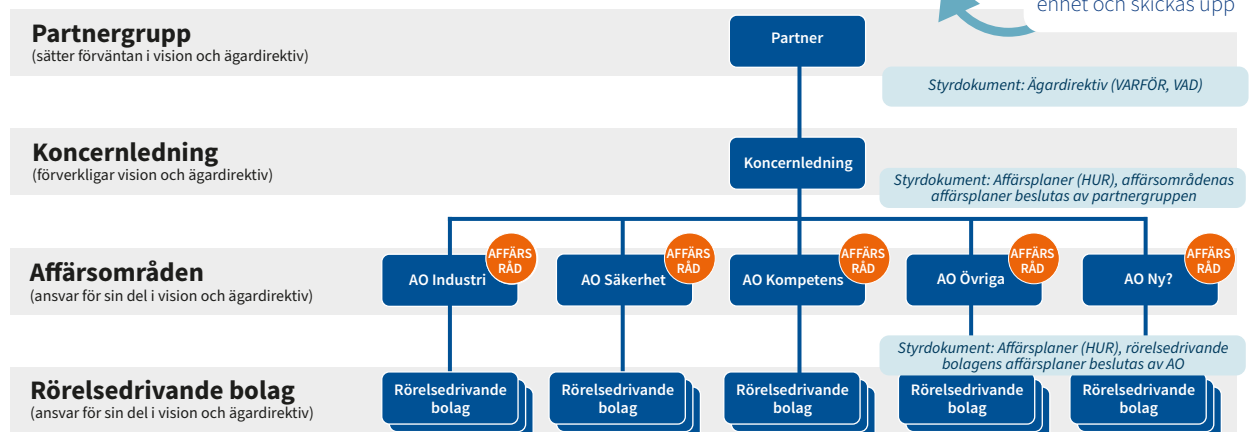 ennet och skickas upp
Partnergrupp
(sätter förväntan i vision och ägardirektiv)
Partner
Styrdokument: Ägardirektiv (VARFÖR, VAD)
Koncernledning
(förverkligar vision och ägardirektiv)
Koncernledning
Styrdokument: Affärsplaner (HUR), affärsområdenas
affärsplaner beslutas av partnergruppen
Affärsområden
(ansvar för sin del i vision och ägardirektiv)
AO Industri
AFFÄRS
RÅD
AO Säkerhet
AFFÄRS
RÅD
AO Kompetens
AFFÄRS
RÅD
AO Övriga
AFFÄRS
RÅD
AO Ny?
AFFÄRS
RÅD
Styrdokument: Affärsplaner (HUR), rörelsedrivande
bolagens affärsplaner beslutas av AO
Rörelsedrivande bolag
(ansvar för sin del i vision och ägardirektiv)
Rörelsedrivande
bolag
Rörelsedrivande
bolag
Rörelsedrivande
bolag
Rörelsedrivande
bolag
Rörelsedrivande
bolag